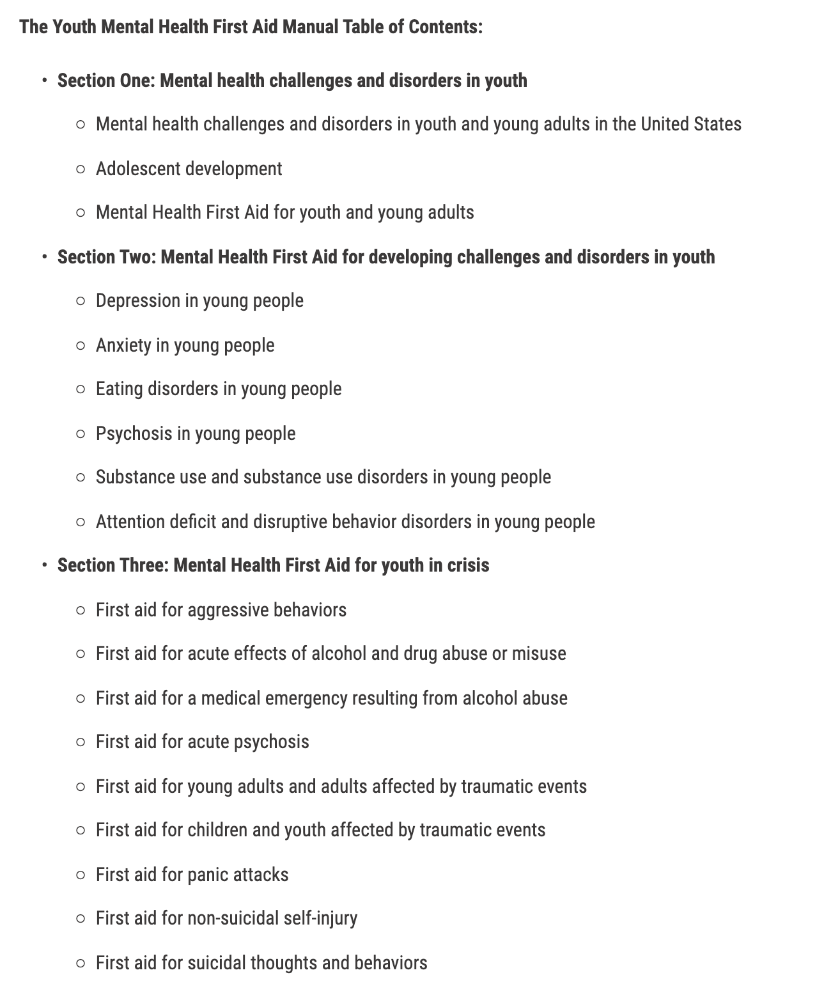 The Youth Mental Health First Aid Manual Table of Contents:
• Section One: Mental health challenges and disorders in youth
○ Mental health challenges and disorders in youth and young adults in the United States
○ Adolescent development
○ Mental Health First Aid for youth and young adults
• Section Two: Mental Health First Aid for developing challenges and disorders in youth
○ Depression in young people
○ Anxiety in young people
○ Eating disorders in young people
○ Psychosis in young people
○ Substance use and substance use disorders in young people
○ Attention deficit and disruptive behavior disorders in young people
• Section Three: Mental Health First Aid for youth in crisis
○ First aid for aggressive behaviors
○ First aid for acute effects of alcohol and drug abuse or misuse
○ First aid for a medical emergency resulting from alcohol abuse
○ First aid for acute psychosis
○ First aid for young adults and adults affected by traumatic events
○ First aid for children and youth affected by traumatic events
○ First aid for panic attacks
○ First aid for non-suicidal self-injury
○ First aid for suicidal thoughts and behaviors